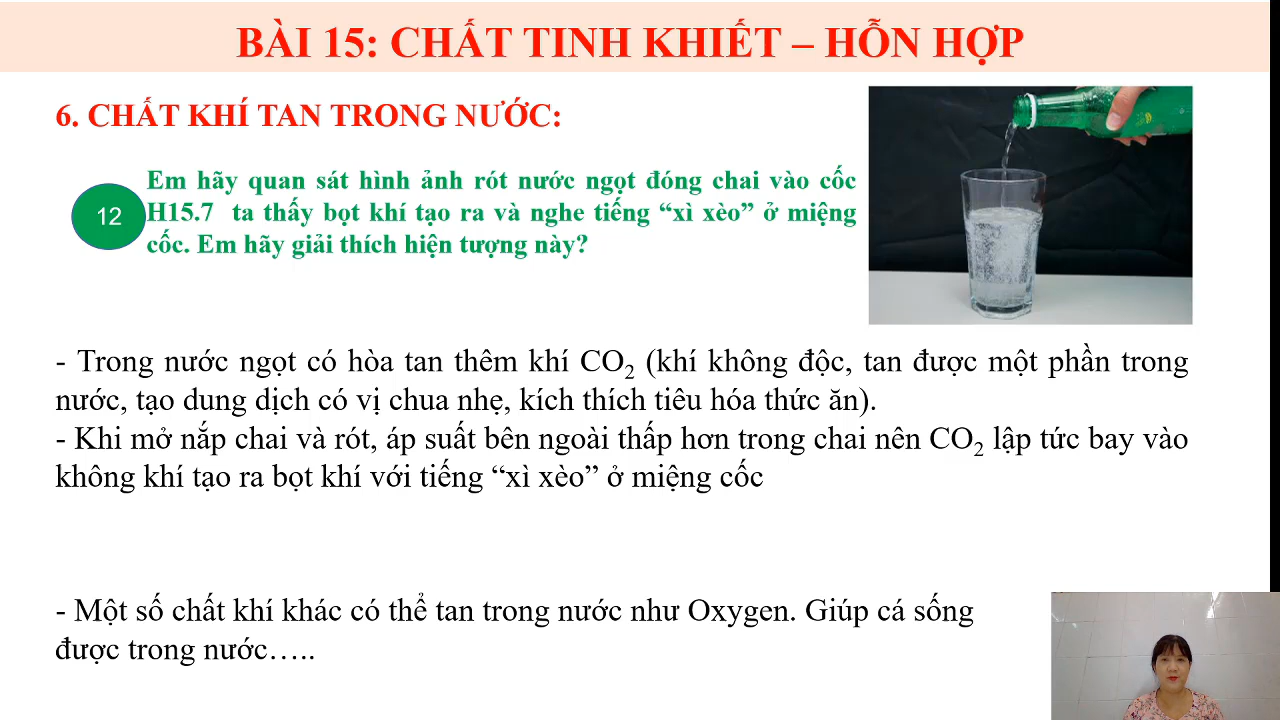 BÀI 15: CHẤT TINH KHIẾT – HỖN HỢP
6. CHẤT KHÍ TAN TRONG NƯỚC:
12
Em hãy quan sát hình ảnh rót nước ngọt đóng chai vào cốc
H15.7 ta thấy bọt khí tạo ra và nghe tiếng “xì xèo” ở miệng
cốc. Em hãy giải thích hiện tượng này?
- Trong nước ngọt có hòa tan thêm khí CO₂ (khí không độc, tan được một phần trong
nước, tạo dung dịch có vị chua nhẹ, kích thích tiêu hóa thức ăn).
- Khi mở nắp chai và rót, áp suất bên ngoài thấp hơn trong chai nên CO₂ lập tức bay vào
không khí tạo ra bọt khí với tiếng “xì xèo” ở miệng cốc
- Một số chất khí khác có thể tan trong nước như Oxygen. Giúp cá sống
được trong nước…..